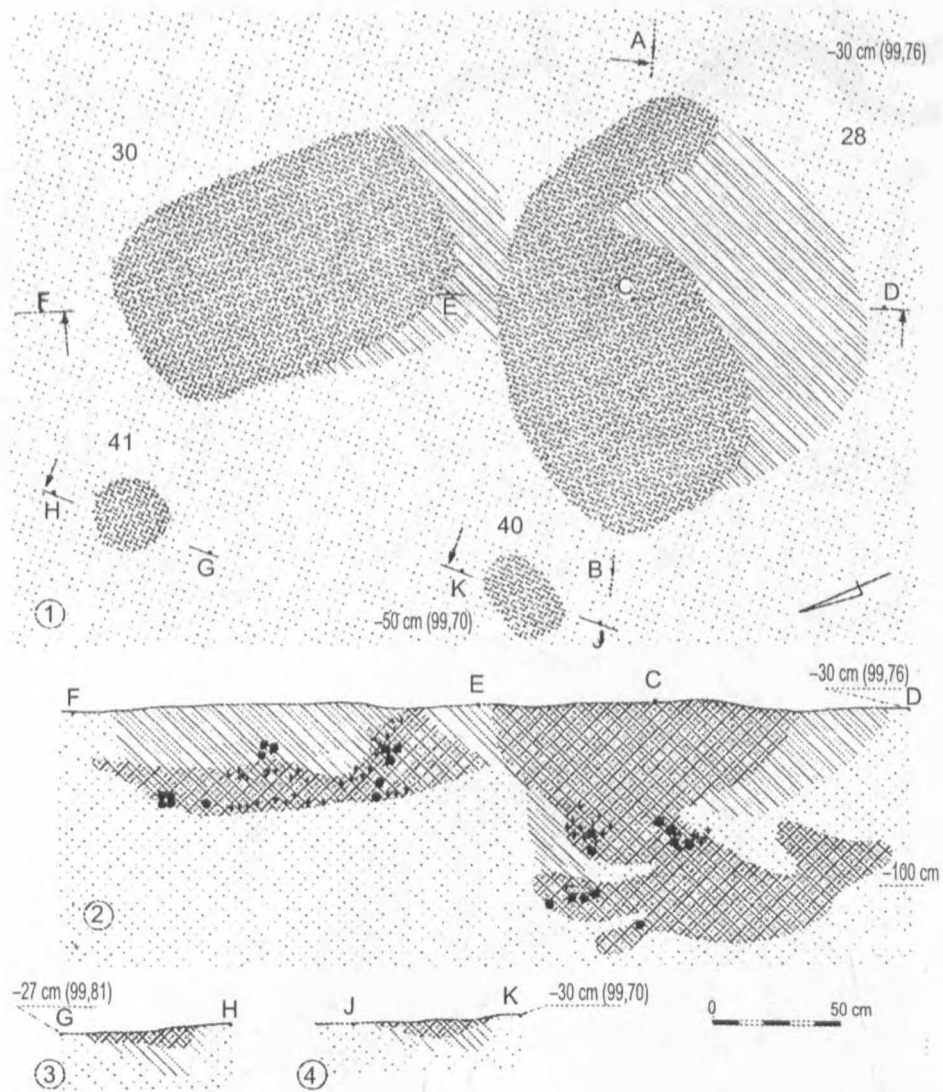 A
–30 cm (99,76)
30
28
C
D
E
F
41
H
G
40
K
B
J
–50 cm (99,70)
1
F
E
C
–30 cm (99,76)
D
–100 cm
2
–27 cm (99,81)
G
H
3
J
K
–30 cm (99,70)
4
0
50 cm